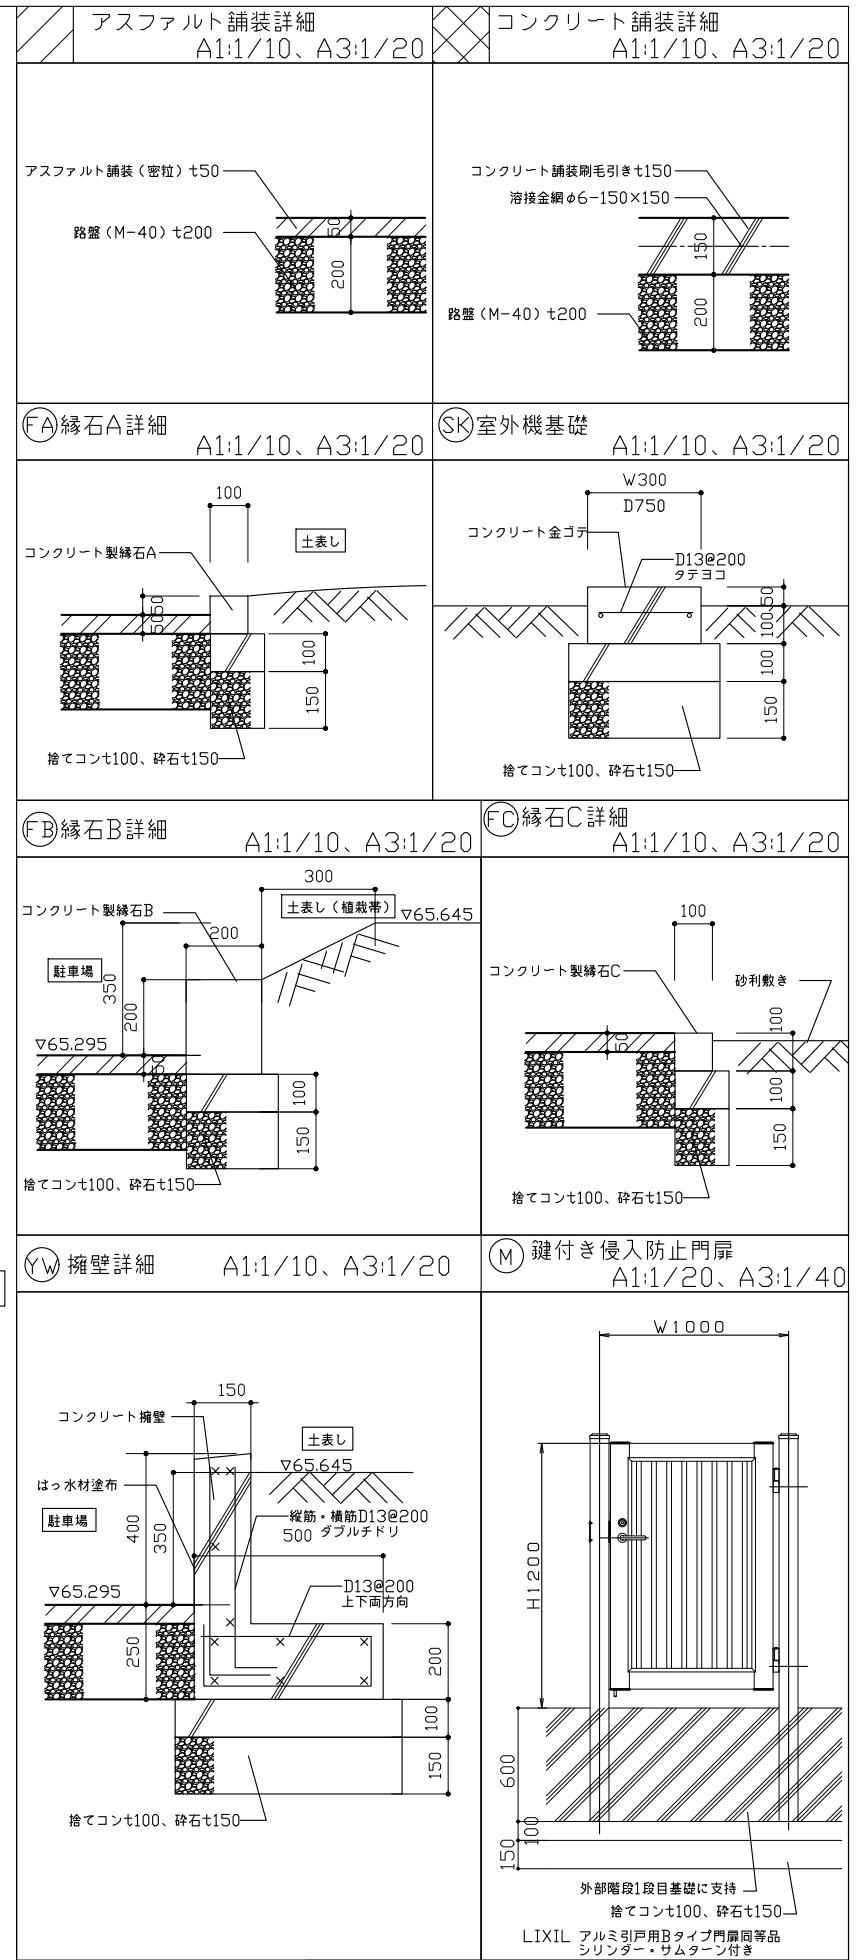 アスファルト舗装詳細
A1:1/10、A3:1/20
アスファルト舗装（密粒）t50
路盤（M-40）t200
50
200
コンクリート舗装詳細
A1:1/10、A3:1/20
コンクリート舗装刷毛引きt150
溶接金網φ6-150×150
150
路盤（M-40）t200
200
FA 縁石A詳細
A1:1/10、A3:1/20
100
土表し
コンクリート製縁石A
50
50
100
150
捨てコンt100、砕石t150
SK 室外機基礎
A1:1/10、A3:1/20
W300
D750
コンクリート金ゴテ
D13@200
タテヨコ
50
100
100
150
捨てコンt100、砕石t150
FB 縁石B詳細
A1:1/10、A3:1/20
300
コンクリート製縁石B
土表し（植栽帯）
▽65.645
200
駐車場
350
200
▽65.295
50
100
150
捨てコンt100、砕石t150
FC 縁石C詳細
A1:1/10、A3:1/20
100
コンクリート製縁石C
砂利敷き
100
50
100
150
捨てコンt100、砕石t150
YW 擁壁詳細
A1:1/10、A3:1/20
150
コンクリート擁壁
土表し
▽65.645
はっ水材塗布
駐車場
400
350
縦筋・横筋D13@200
500 ダブルチドリ
▽65.295
D13@200
上下両方向
250
200
100
150
捨てコンt100、砕石t150
M 鍵付き侵入防止門扉
A1:1/20、A3:1/40
W1000
H1200
600
100
150
外部階段1段目基礎に支持
捨てコンt100、砕石t150
LIXIL アルミ引戸用Bタイプ門扉同等品
シリンダー・サムターン付き